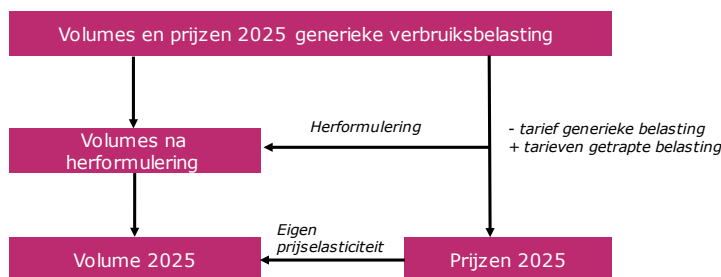 Volumes en prijzen 2025 generieke verbruiksbelasting
Herformulering
- tarief generieke belasting
+ tarieven getrapte belasting
Volumes na
herformulering
Eigen
prijselasticiteit
Volume 2025
Prijzen 2025